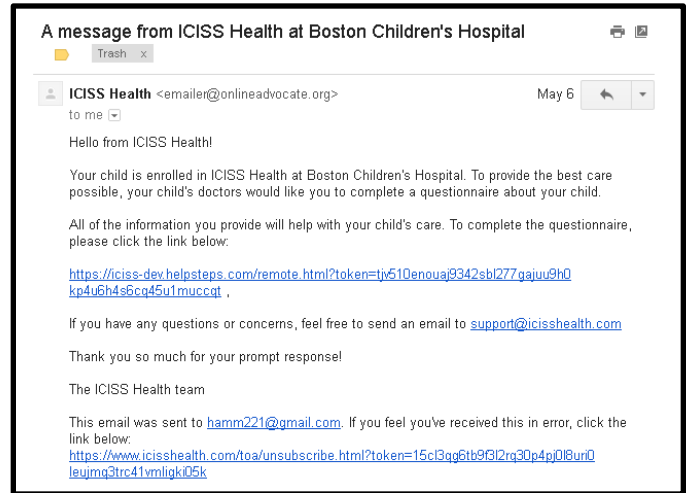 A message from ICISS Health at Boston Children's Hospital
Trash x
ICISS Health <emailer@onlineadvocate.org> May 6
to me
Hello from ICISS Health!
Your child is enrolled in ICISS Health at Boston Children's Hospital. To provide the best care
possible, your child's doctors would like you to complete a questionnaire about your child.
All of the information you provide will help with your child's care. To complete the questionnaire,
please click the link below:
https://iciss-dev.helpsteps.com/remote.html?token=tjv510enouaj9342sbl277gajuu9h0
kp4u6h4s6cq45u1muccqt ,
If you have any questions or concerns, feel free to send an email to support@icisshealth.com
Thank you so much for your prompt response!
The ICISS Health team
This email was sent to hamm221@gmail.com. If you feel you've received this in error, click the
link below:
https://www.icisshealth.com/toa/unsubscribe.html?token=15cl3qg6tb9f3l2rq30p4pj0l8uri0
leujmq3trc41vmligki05k